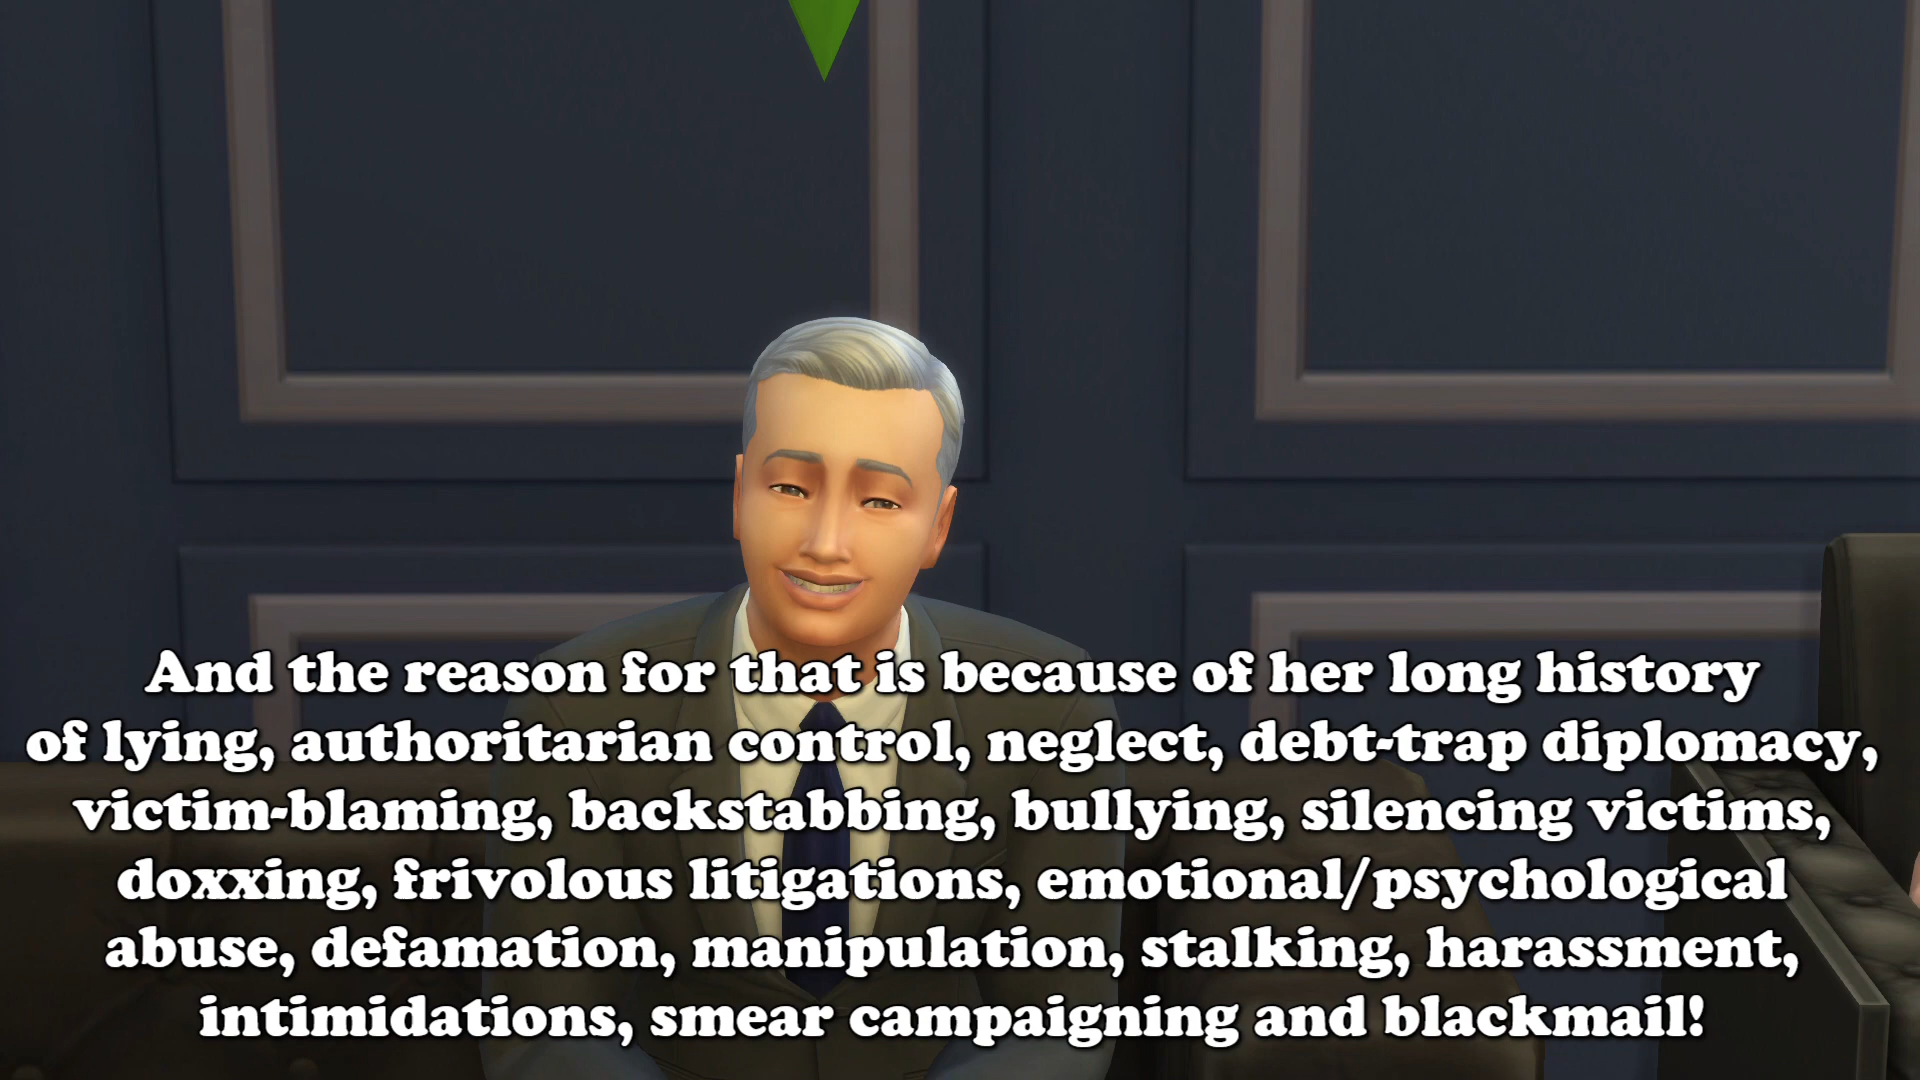 And the reason for that is because of her long history
of lying, authoritarian control, neglect, debt-trap diplomacy,
victim-blaming, backstabbing, bullying, silencing victims,
doxxing, frivolous litigations, emotional/psychological
abuse, defamation, manipulation, stalking, harassment,
intimidations, smear campaigning and blackmail!